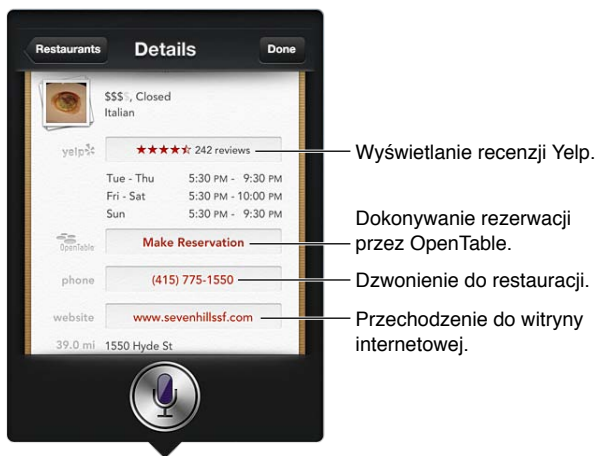 Restaurants
Details
Done
$$$$, Closed
Italian
yelp
242 reviews
Wyświetlanie recenzji Yelp.
Tue - Thu 5:30 PM - 9:30 PM
Fri - Sat 5:30 PM - 10:00 PM
Sun 5:30 PM - 9:30 PM
OpenTable
Make Reservation
Dokonywanie rezerwacji
przez OpenTable.
phone (415) 775-1550
Dzwonienie do restauracji.
website www.sevenhillssf.com
Przechodzenie do witryny
internetowej.
39.0 mi 1550 Hyde St